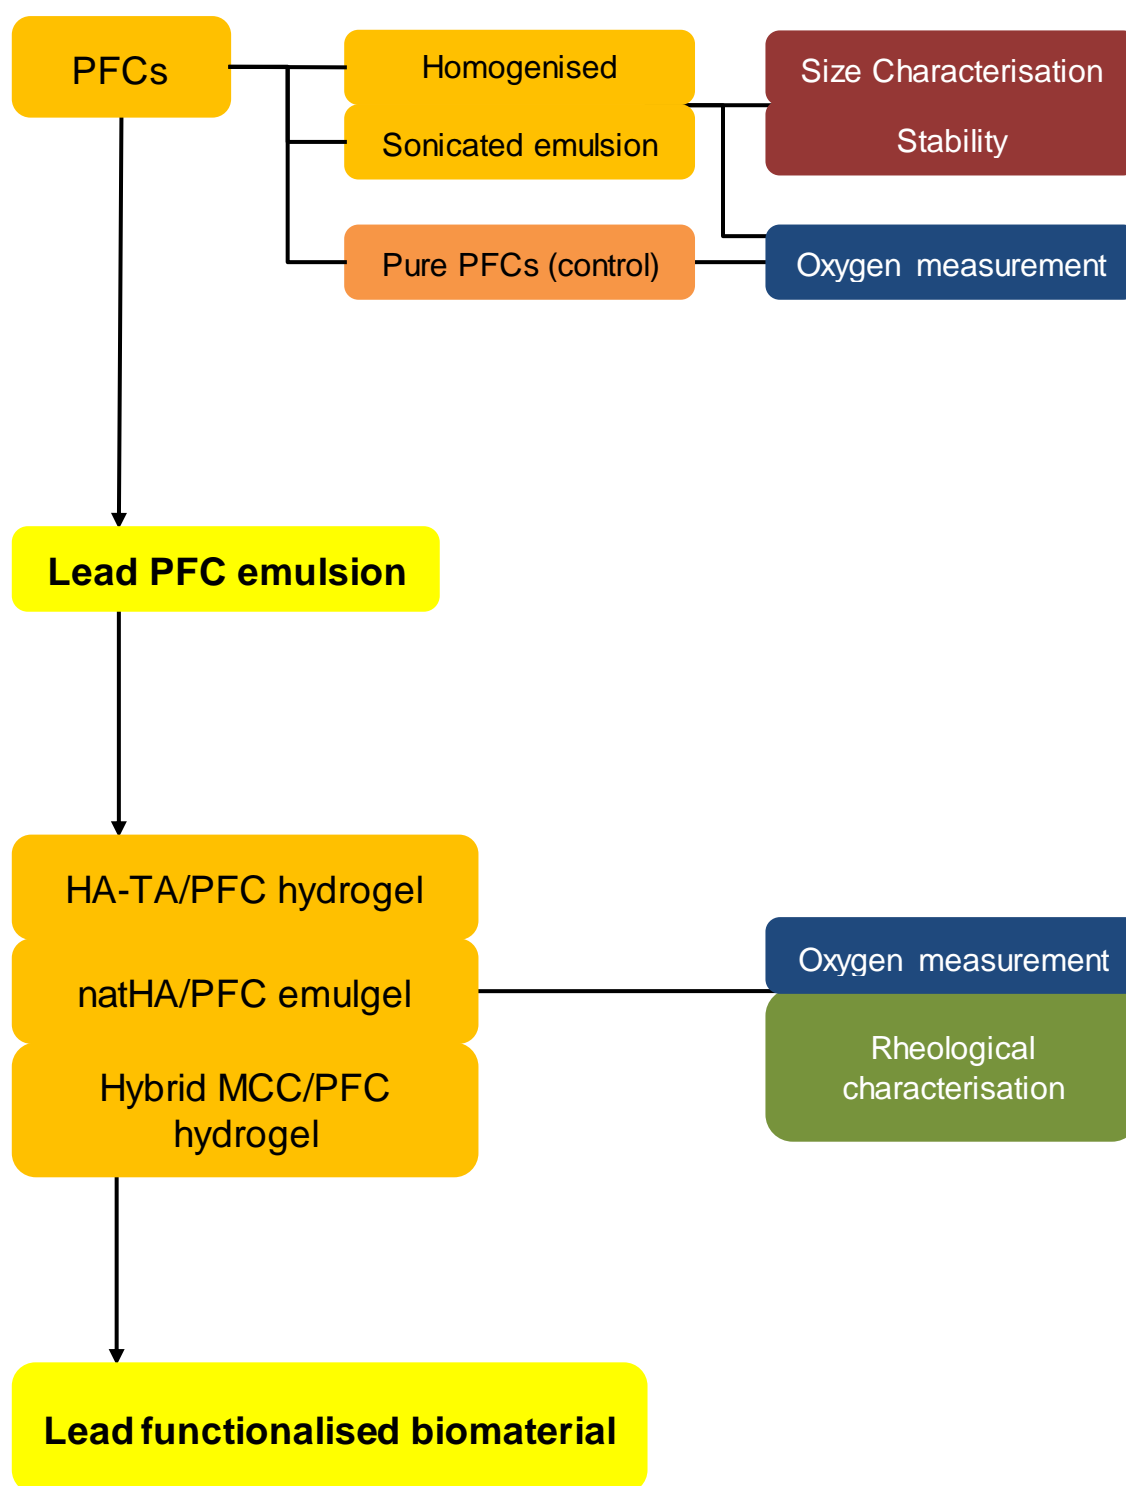 PFCs
Homogenised
Size Characterisation
Sonicated emulsion
Stability
Pure PFCs (control)
Oxygen measurement
Lead PFC emulsion
HA-TA/PFC hydrogel
natHA/PFC emulgel
Hybrid MCC/PFC
hydrogel
Oxygen measurement
Rheological
characterisation
Lead functionalised biomaterial